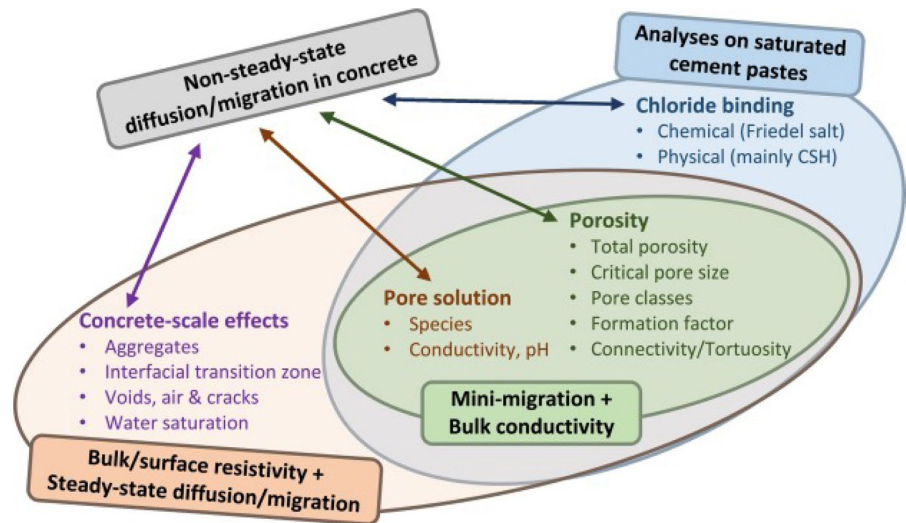 Non-steady-state
diffusion/migration in concrete
Analyses on saturated
cement pastes
Chloride binding
• Chemical (Friedel salt)
• Physical (mainly CSH)
Porosity
• Total porosity
• Critical pore size
• Pore classes
• Formation factor
• Connectivity/Tortuosity
Pore solution
• Species
• Conductivity, pH
Concrete-scale effects
• Aggregates
• Interfacial transition zone
• Voids, air & cracks
• Water saturation
Mini-migration +
Bulk conductivity
Bulk/surface resistivity +
Steady-state diffusion/migration